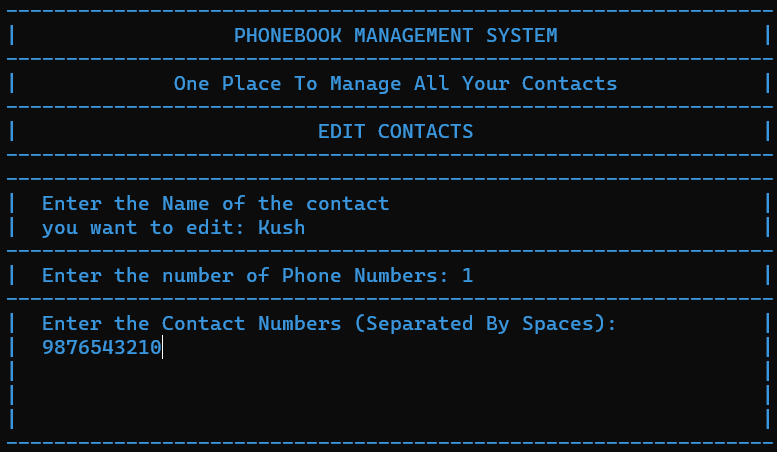 PHONEBOOK MANAGEMENT SYSTEM
One Place To Manage All Your Contacts
EDIT CONTACTS
Enter the Name of the contact
you want to edit: Kush
Enter the number of Phone Numbers: 1
Enter the Contact Numbers (Separated By Spaces):
9876543210